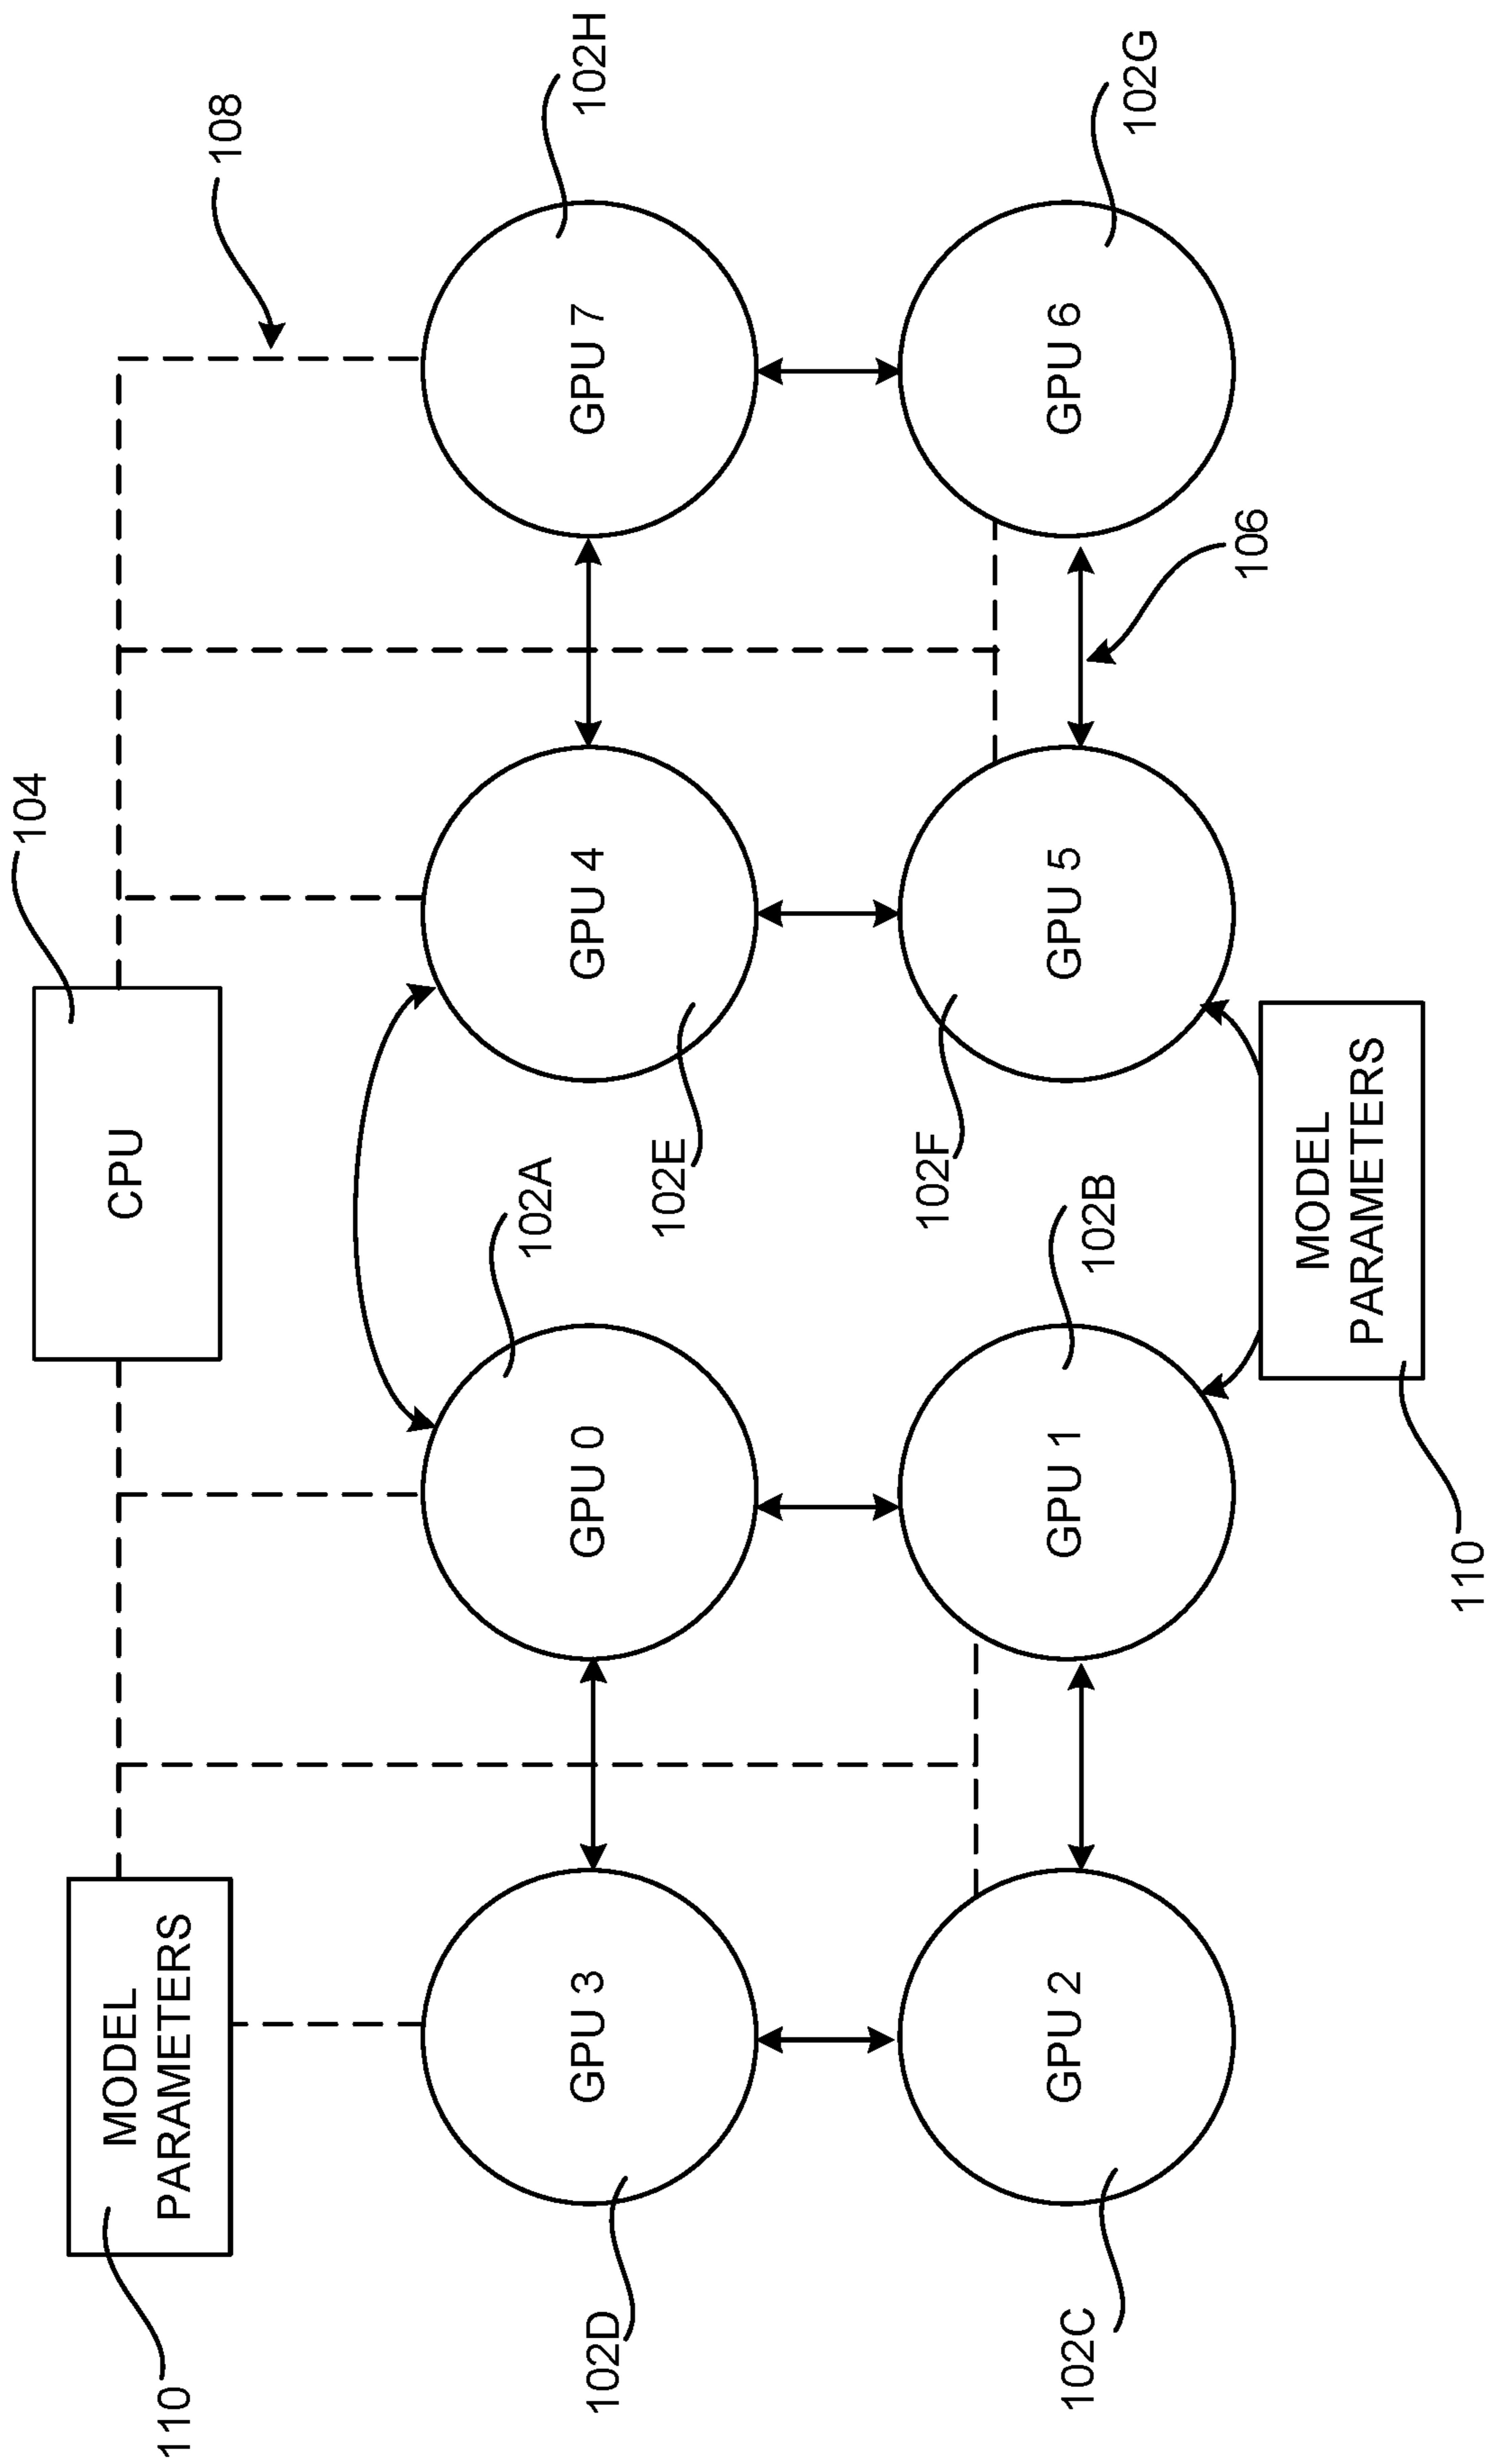 104
CPU
108
110
MODEL
PARAMETERS
102D
GPU 3
GPU 0
102A
102E
GPU 4
GPU 7
102H
102C
GPU 2
GPU 1
102B
102F
GPU 5
GPU 6
102G
106
MODEL
PARAMETERS
110